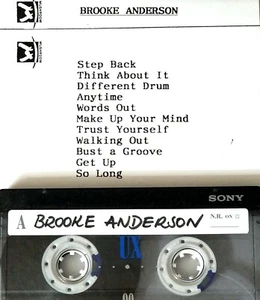 BROOKE ANDERSON
Step Back
Think About It
Different Drum
Anytime
Words Out
Make Up Your Mind
Trust Yourself
Walking Out
Bust a Groove
Get Up
So Long
SONY
A BROOKE ANDERSON N.R. ON
UX